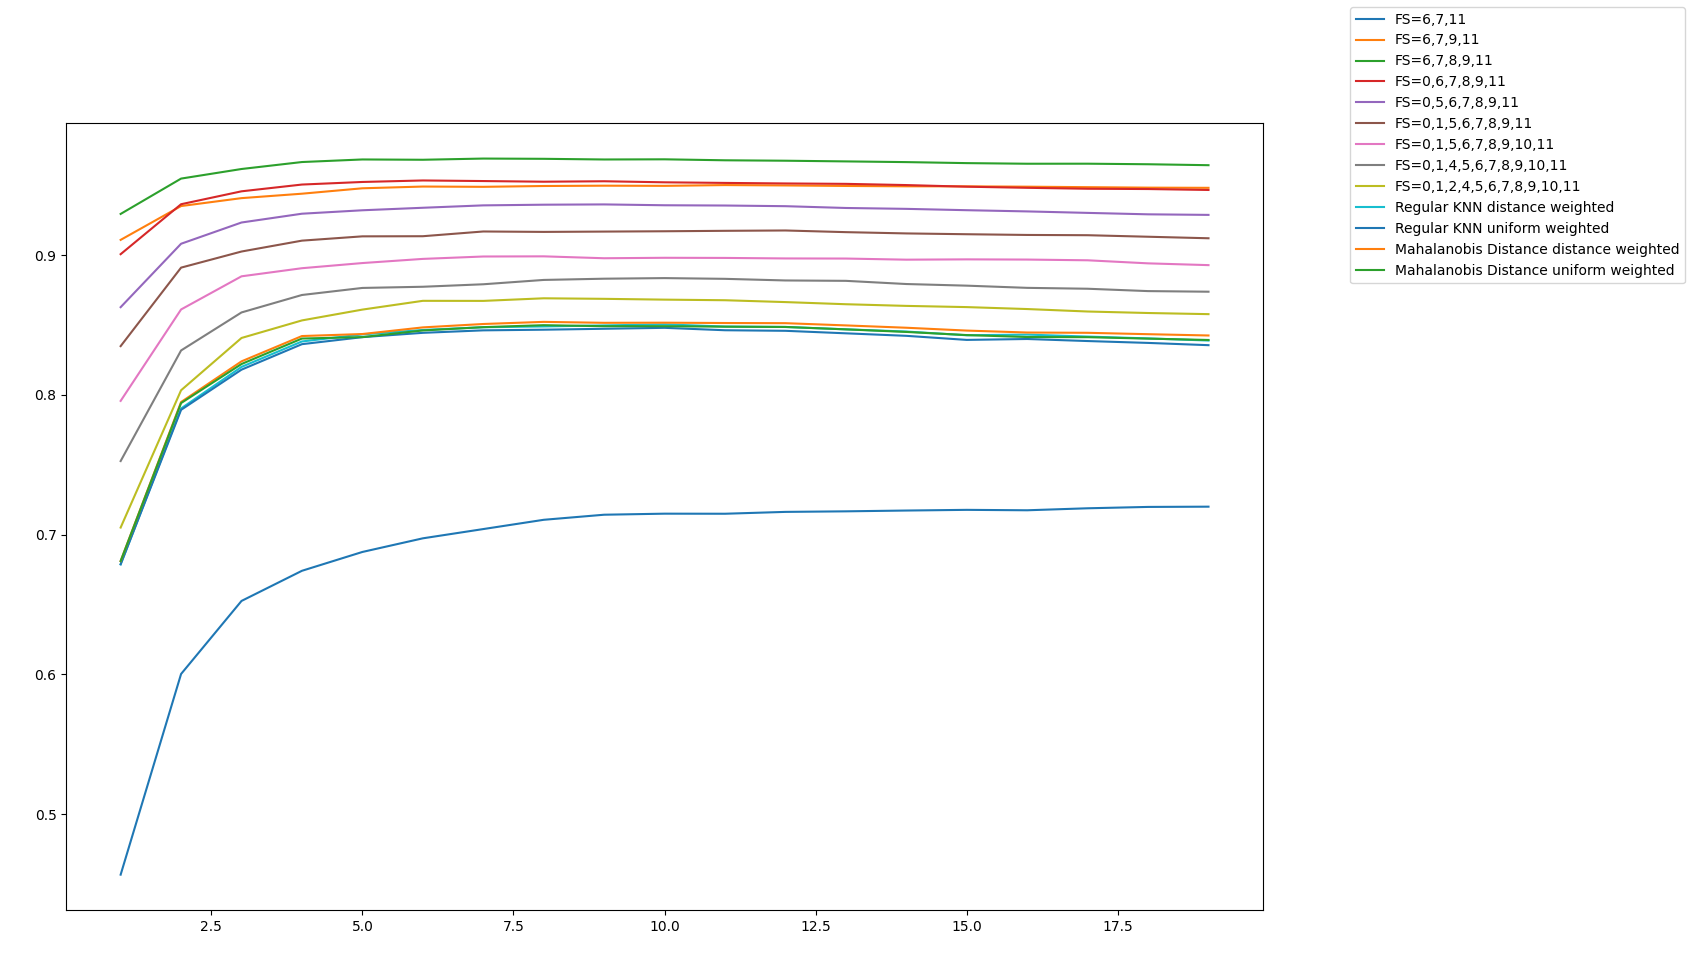 FS=6,7,11
FS=6,7,9,11
FS=6,7,8,9,11
FS=0,6,7,8,9,11
FS=0,5,6,7,8,9,11
FS=0,1,5,6,7,8,9,11
FS=0,1,5,6,7,8,9,10,11
FS=0,1,4,5,6,7,8,9,10,11
FS=0,1,2,4,5,6,7,8,9,10,11
Regular KNN distance weighted
Regular KNN uniform weighted
Mahalanobis Distance distance weighted
Mahalanobis Distance uniform weighted
0.9
0.8
0.7
0.6
0.5
2.5 5.0 7.5 10.0 12.5 15.0 17.5